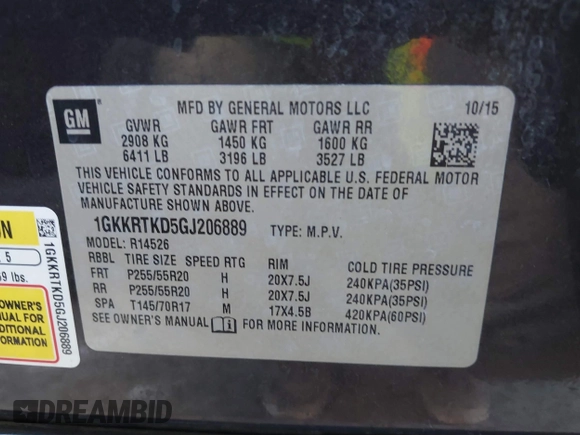 GM
MFD BY GENERAL MOTORS LLC 10/15
GVWR GAWR FRT GAWR RR
2908 KG 1450 KG 1600 KG
6411 LB 3196 LB 3527 LB
THIS VEHICLE CONFORMS TO ALL APPLICABLE U.S. FEDERAL MOTOR
VEHICLE SAFETY STANDARDS IN EFFECT ON THE DATE OF
MANUFACTURE SHOWN ABOVE.
1GKKRTKD5GJ206889 TYPE: M.P.V.
MODEL: R14526
RBBL TIRE SIZE SPEED RTG RIM COLD TIRE PRESSURE
FRT P255/55R20 H 20X7.5J 240KPA(35PSI)
RR P255/55R20 H 20X7.5J 240KPA(35PSI)
SPA T145/70R17 M 17X4.5B 420KPA(60PSI)
SEE OWNER'S MANUAL FOR MORE INFORMATION
5
lbs.
OWNER'S
MANUAL FOR
INFORMATION
1GKKRTKD5GJ206889
DREAMBID